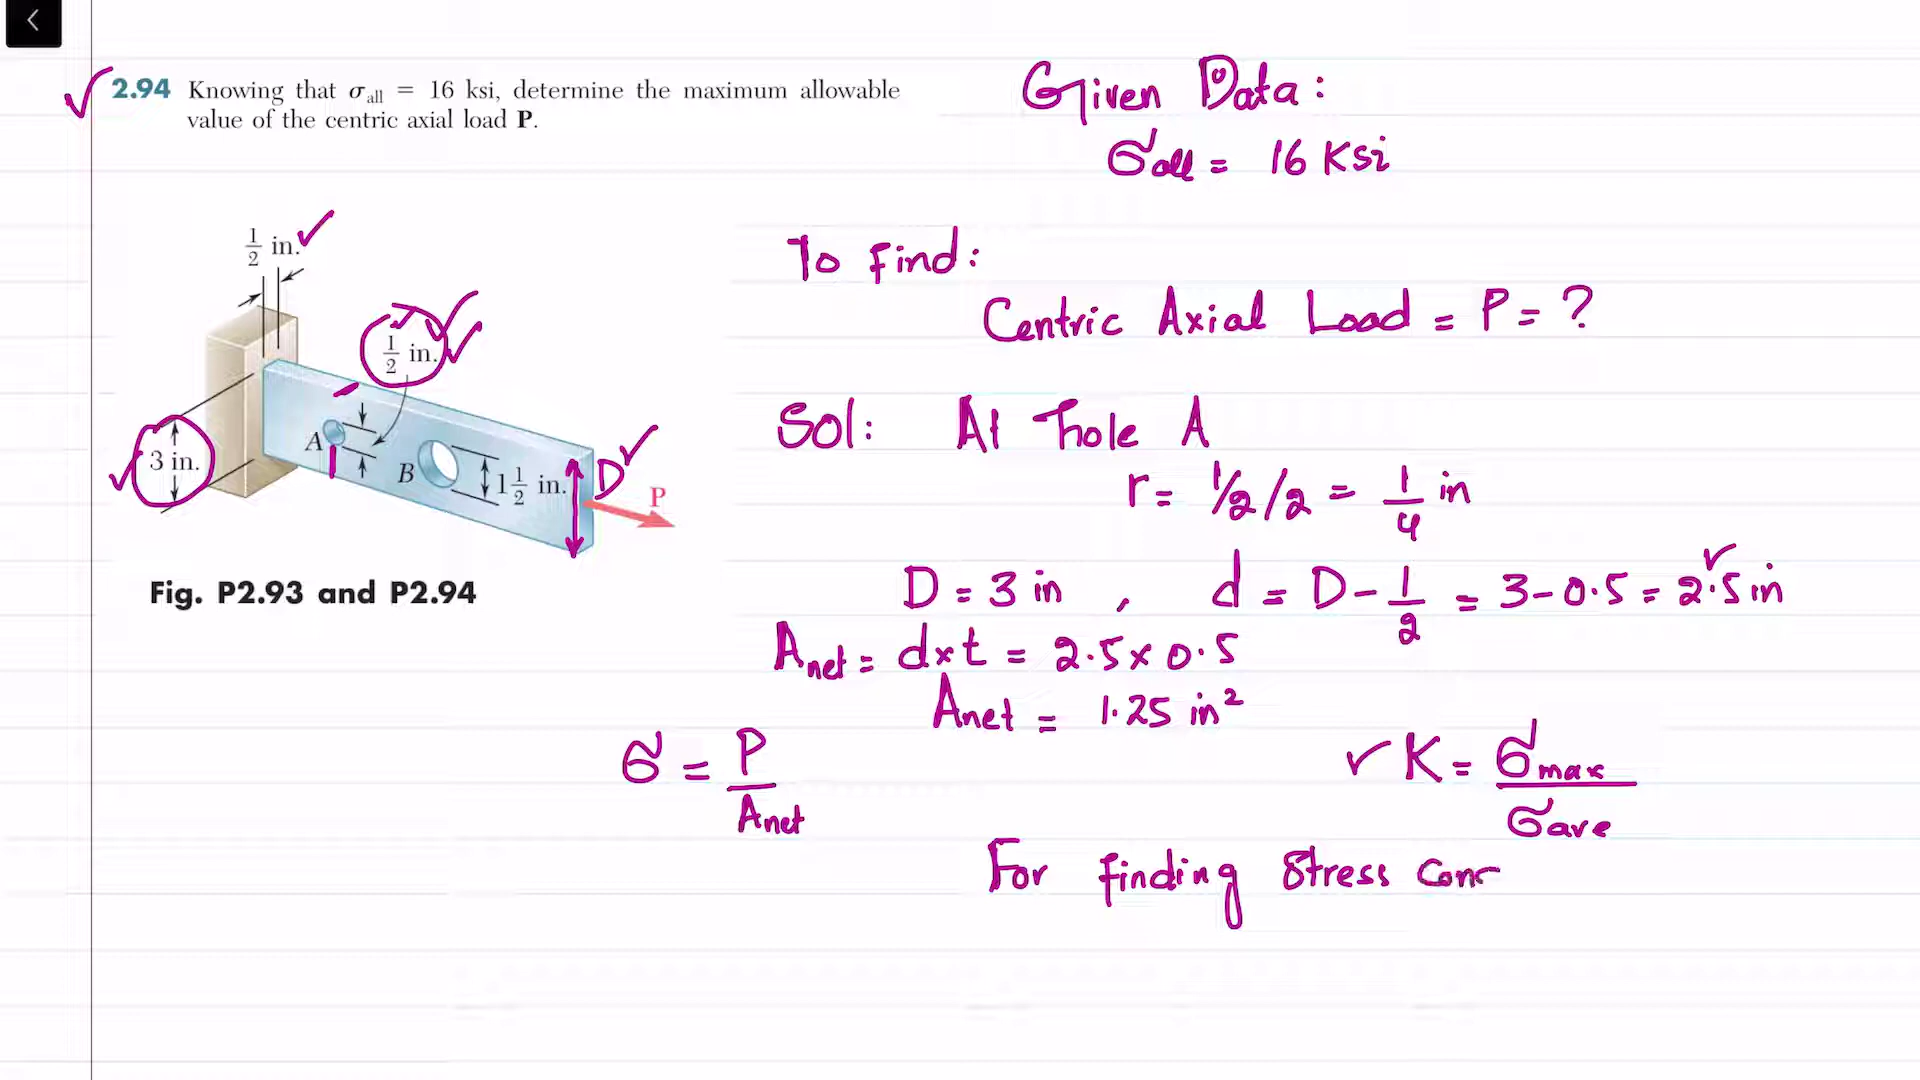 2.94 Knowing that σall = 16 ksi, determine the maximum allowable
value of the centric axial load P.
Given Data:
σall = 16 Ksi
To Find:
Centric Axial Load = P = ?
1/2 in.
1/2 in.
3 in.
A
B
1 1/2 in.
D
P
Fig. P2.93 and P2.94
Sol: At hole A
r = 1/2/2 = 1/4 in
D = 3 in , d = D - 1/2 = 3 - 0.5 = 2.5 in
Anet = d×t = 2.5 × 0.5
Anet = 1.25 in²
σ = P/Anet
K = σmax/σave
For finding Stress Conc